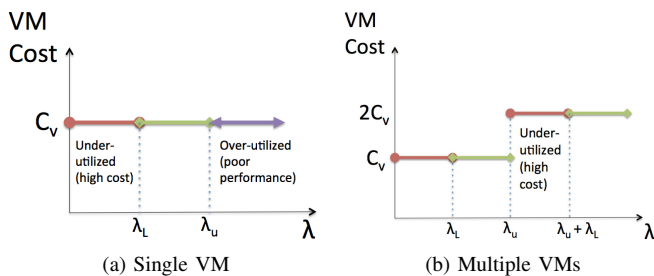 VM
Cost
Cv
Under-
utilized
(high cost)
Over-utilized
(poor
performance)
λL
λu
λ
(a) Single VM
VM
Cost
2Cv
Cv
Under-
utilized
(high
cost)
λL
λu
λu + λL
λ
(b) Multiple VMs